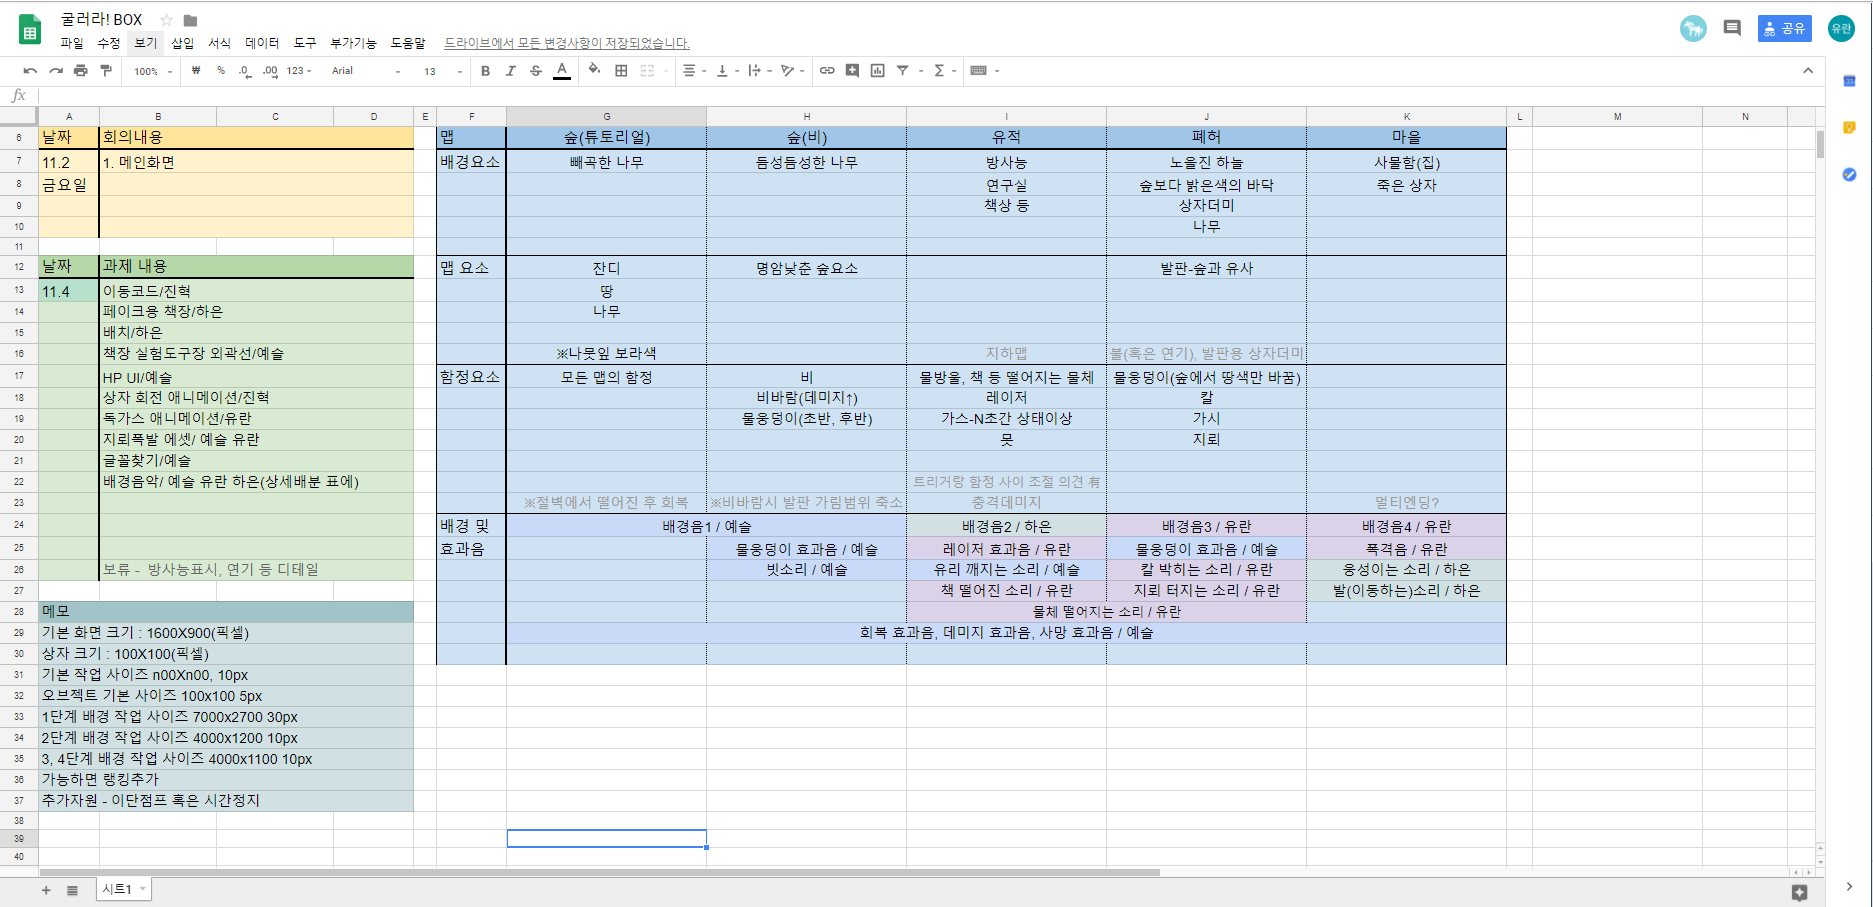 굴러라! BOX
파일 수정 보기 삽입 서식 데이터 도구 부가기능 도움말 드라이브에서 모든 변경사항이 저장되었습니다.
공유
유란
100% ₩ % .0 .00 123 Arial 13 B I S A Σ
fx
A B C D E F G H I J K L M N
6 날짜 회의내용 맵 숲(튜토리얼) 숲(비) 유적 폐허 마을
7 11.2 1. 메인화면 배경요소 빼곡한 나무 듬성듬성한 나무 방사능 노을진 하늘 사물함(집)
8 금요일 연구실 숲보다 밝은색의 바닥 죽은 상자
9 책상 등 상자더미
10 나무
11
12 날짜 과제 내용 맵 요소 잔디 명암낮춘 숲요소 발판-숲과 유사
13 11.4 이동코드/진혁 땅
14 페이크용 책장/하은 나무
15 배치/하은
16 책장 실험도구장 외곽선/예슬 ※나뭇잎 보라색 지하맵 불(혹은 연기), 발판용 상자더미
17 HP UI/예슬 함정요소 모든 맵의 함정 비 물방울, 책 등 떨어지는 물체 물웅덩이(숲에서 땅색만 바꿈)
18 상자 회전 애니메이션/진혁 비바람(데미지↑) 레이저 칼
19 독가스 애니메이션/유란 물웅덩이(초반, 후반) 가스-N초간 상태이상 가시
20 지뢰폭발 에셋/ 예슬 유란 못 지뢰
21 글꼴찾기/예슬
22 배경음악/ 예슬 유란 하은(상세배분 표에) 트리거랑 함정 사이 조절 의견 有
23 ※절벽에서 떨어진 후 회복 ※비바람시 발판 가림범위 축소 충격데미지 멀티엔딩?
24 배경 및 배경음1 / 예슬 배경음2 / 하은 배경음3 / 유란 배경음4 / 유란
25 효과음 물웅덩이 효과음 / 예슬 레이저 효과음 / 유란 물웅덩이 효과음 / 예슬 폭격음 / 유란
26 보류 - 방사능표시, 연기 등 디테일 빗소리 / 예슬 유리 깨지는 소리 / 예슬 칼 박히는 소리 / 유란 웅성이는 소리 / 하은
27 책 떨어진 소리 / 유란 지뢰 터지는 소리 / 유란 발(이동하는)소리 / 하은
28 메모 물체 떨어지는 소리 / 유란
29 기본 화면 크기 : 1600X900(픽셀) 회복 효과음, 데미지 효과음, 사망 효과음 / 예슬
30 상자 크기 : 100X100(픽셀)
31 기본 작업 사이즈 n00Xn00, 10px
32 오브젝트 기본 사이즈 100x100 5px
33 1단계 배경 작업 사이즈 7000x2700 30px
34 2단계 배경 작업 사이즈 4000x1200 10px
35 3, 4단계 배경 작업 사이즈 4000x1100 10px
36 가능하면 랭킹추가
37 추가자원 - 이단점프 혹은 시간정지
38
39
40
시트1